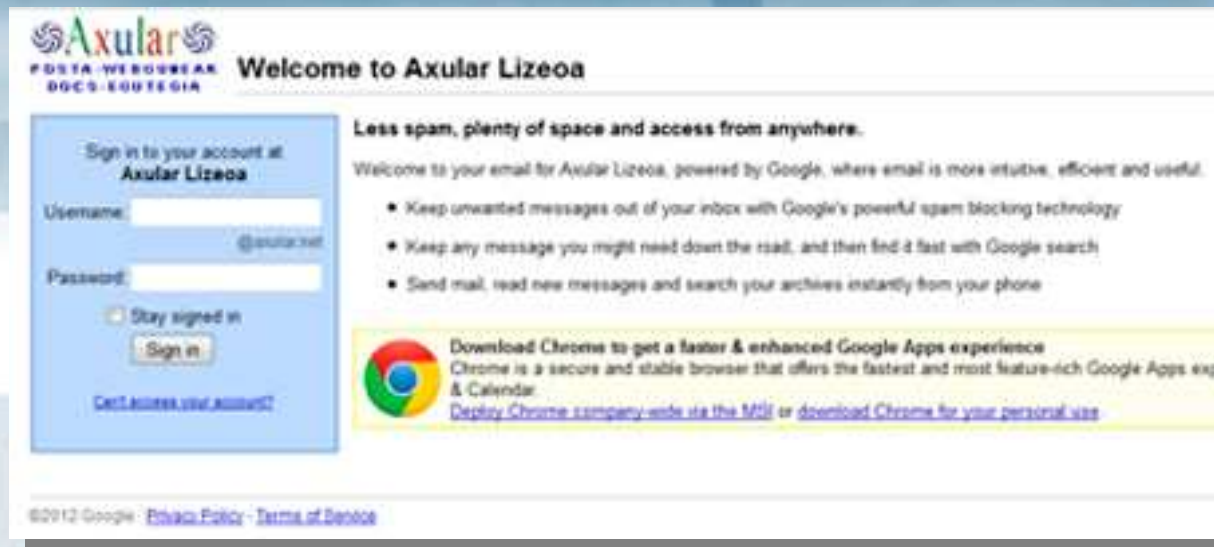 Axular
POSTA-WEBGUNEAK
DOCS-EGUTEGIA
Welcome to Axular Lizeoa
Sign in to your account at
Axular Lizeoa
Username:
@axular.net
Password:
Stay signed in
Sign in
Can't access your account?
Less spam, plenty of space and access from anywhere.
Welcome to your email for Axular Lizeoa, powered by Google, where email is more intuitive, efficient and useful.
• Keep unwanted messages out of your inbox with Google's powerful spam blocking technology
• Keep any message you might need down the road, and then find it fast with Google search
• Send mail, read new messages and search your archives instantly from your phone
Download Chrome to get a faster & enhanced Google Apps experience
Chrome is a secure and stable browser that offers the fastest and most feature-rich Google Apps exp
& Calendar.
Deploy Chrome company-wide via the MSI or download Chrome for your personal use
©2012 Google - Privacy Policy - Terms of Service